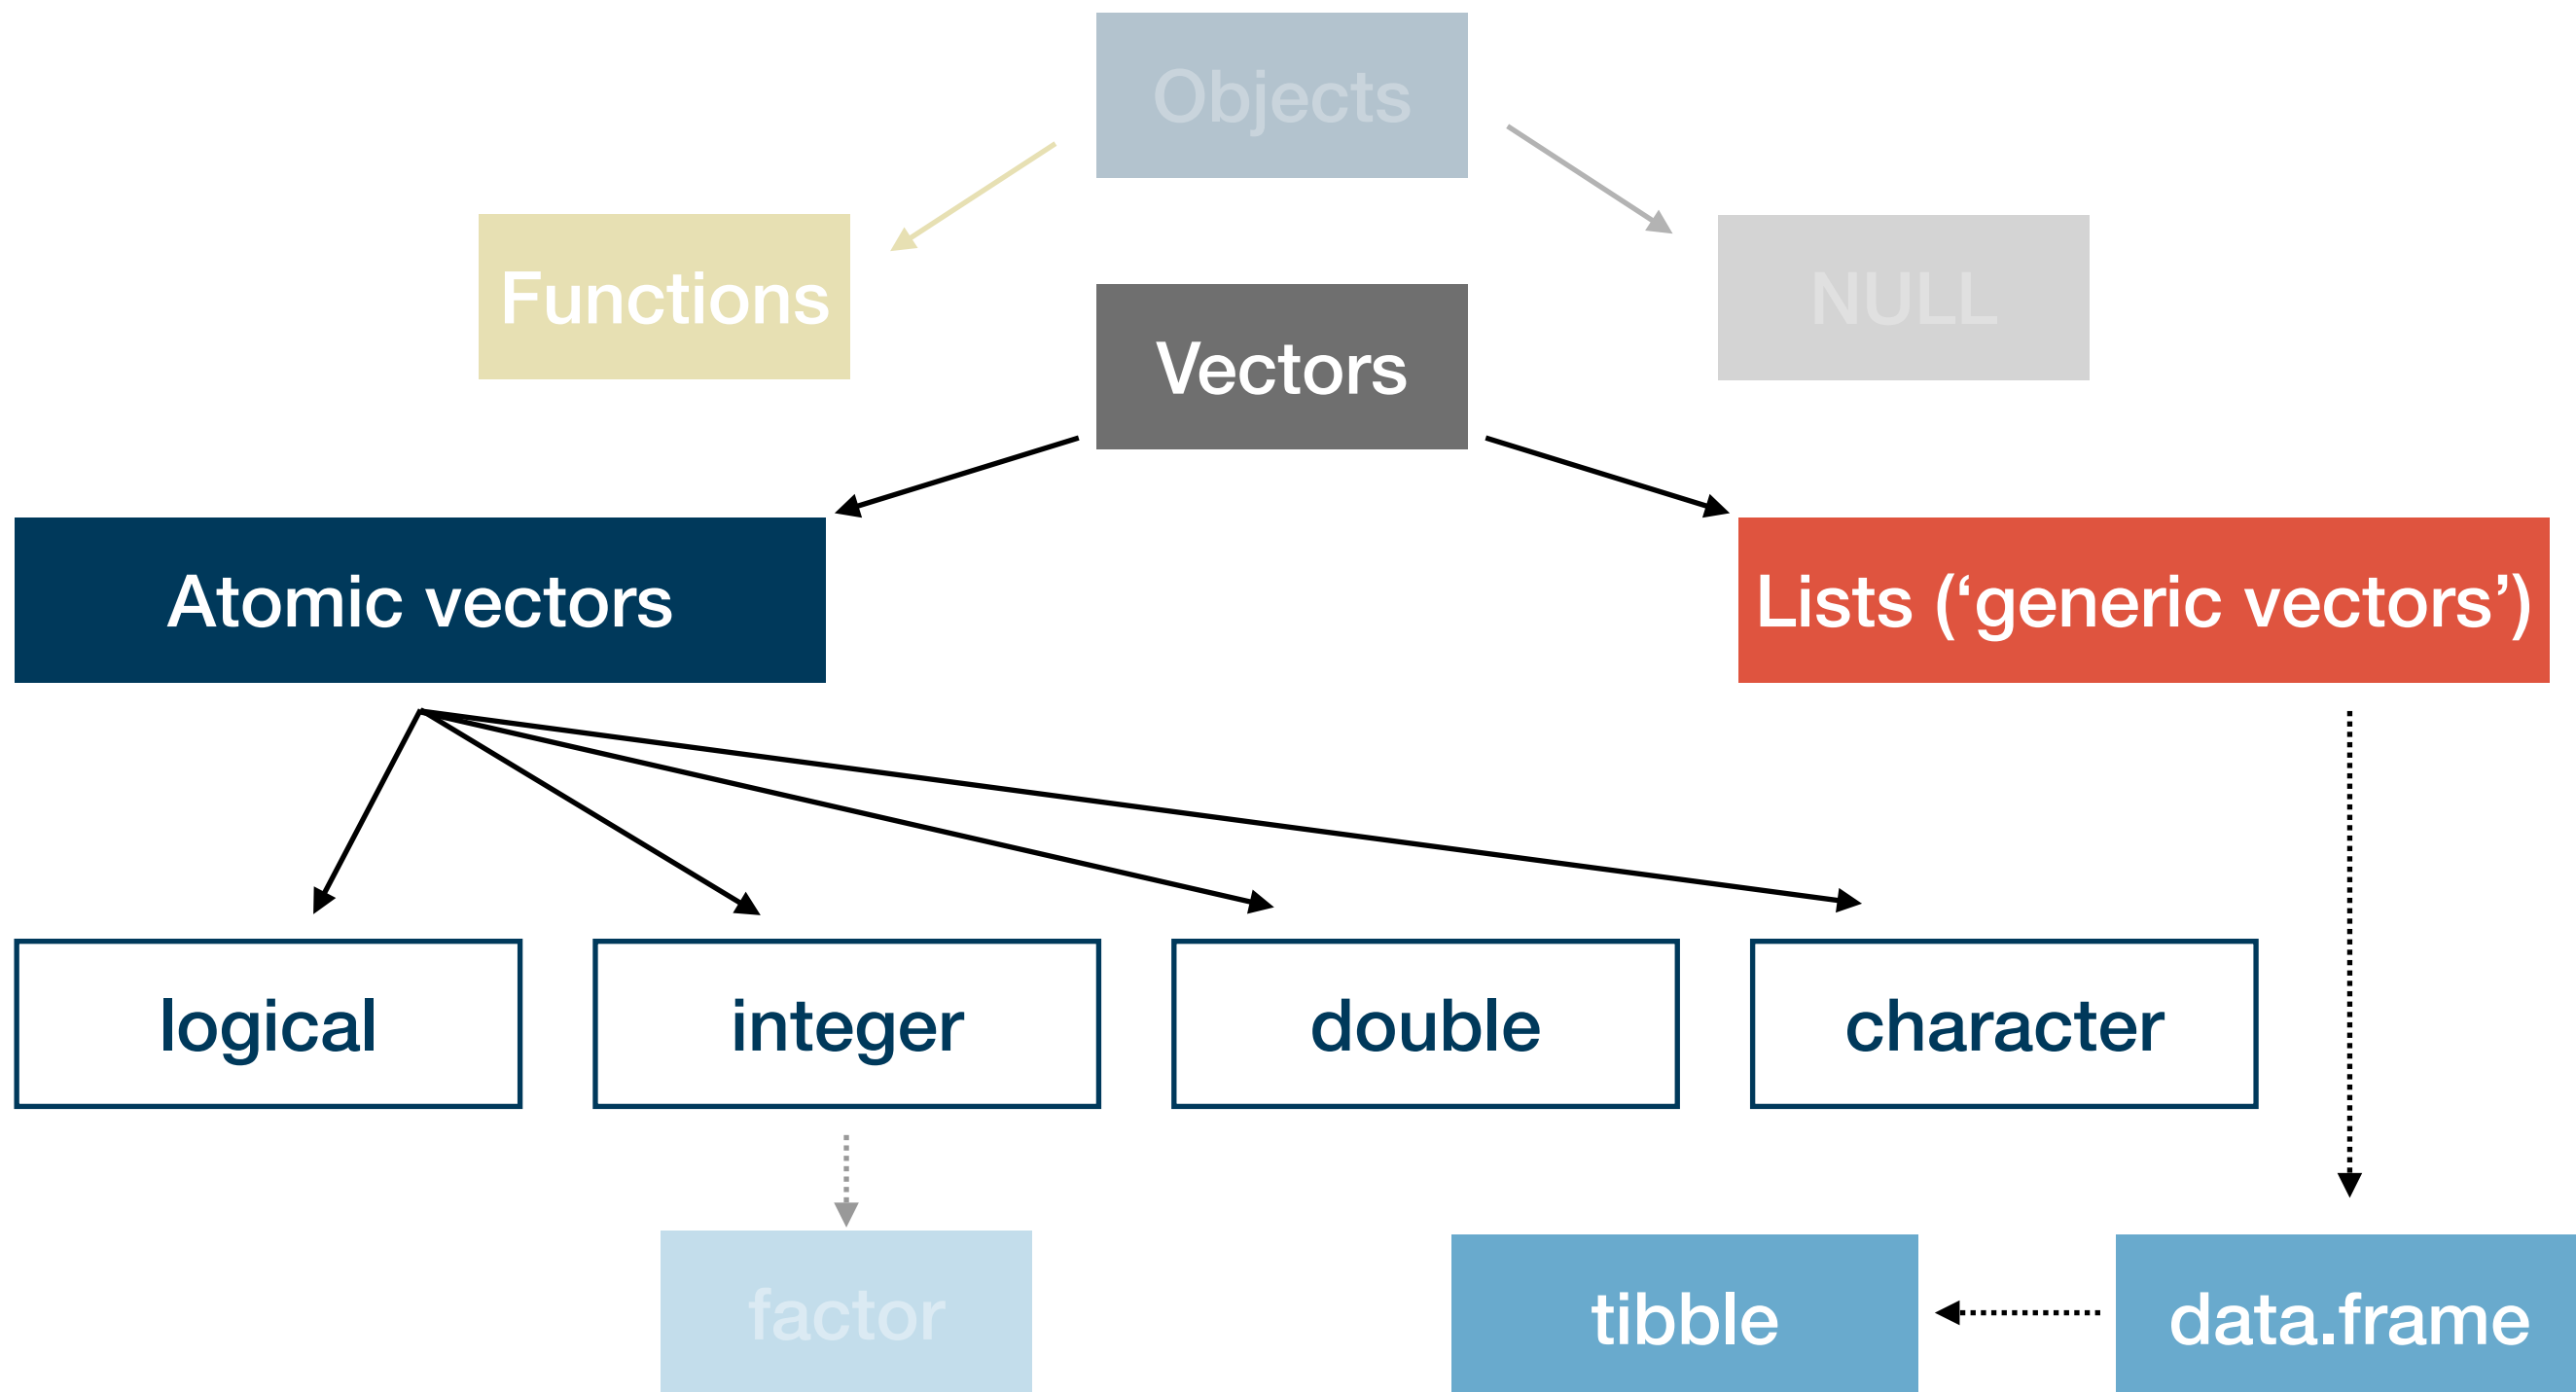 Objects
Functions
NULL
Vectors
Atomic vectors
Lists (‘generic vectors’)
logical
integer
double
character
factor
tibble
data.frame